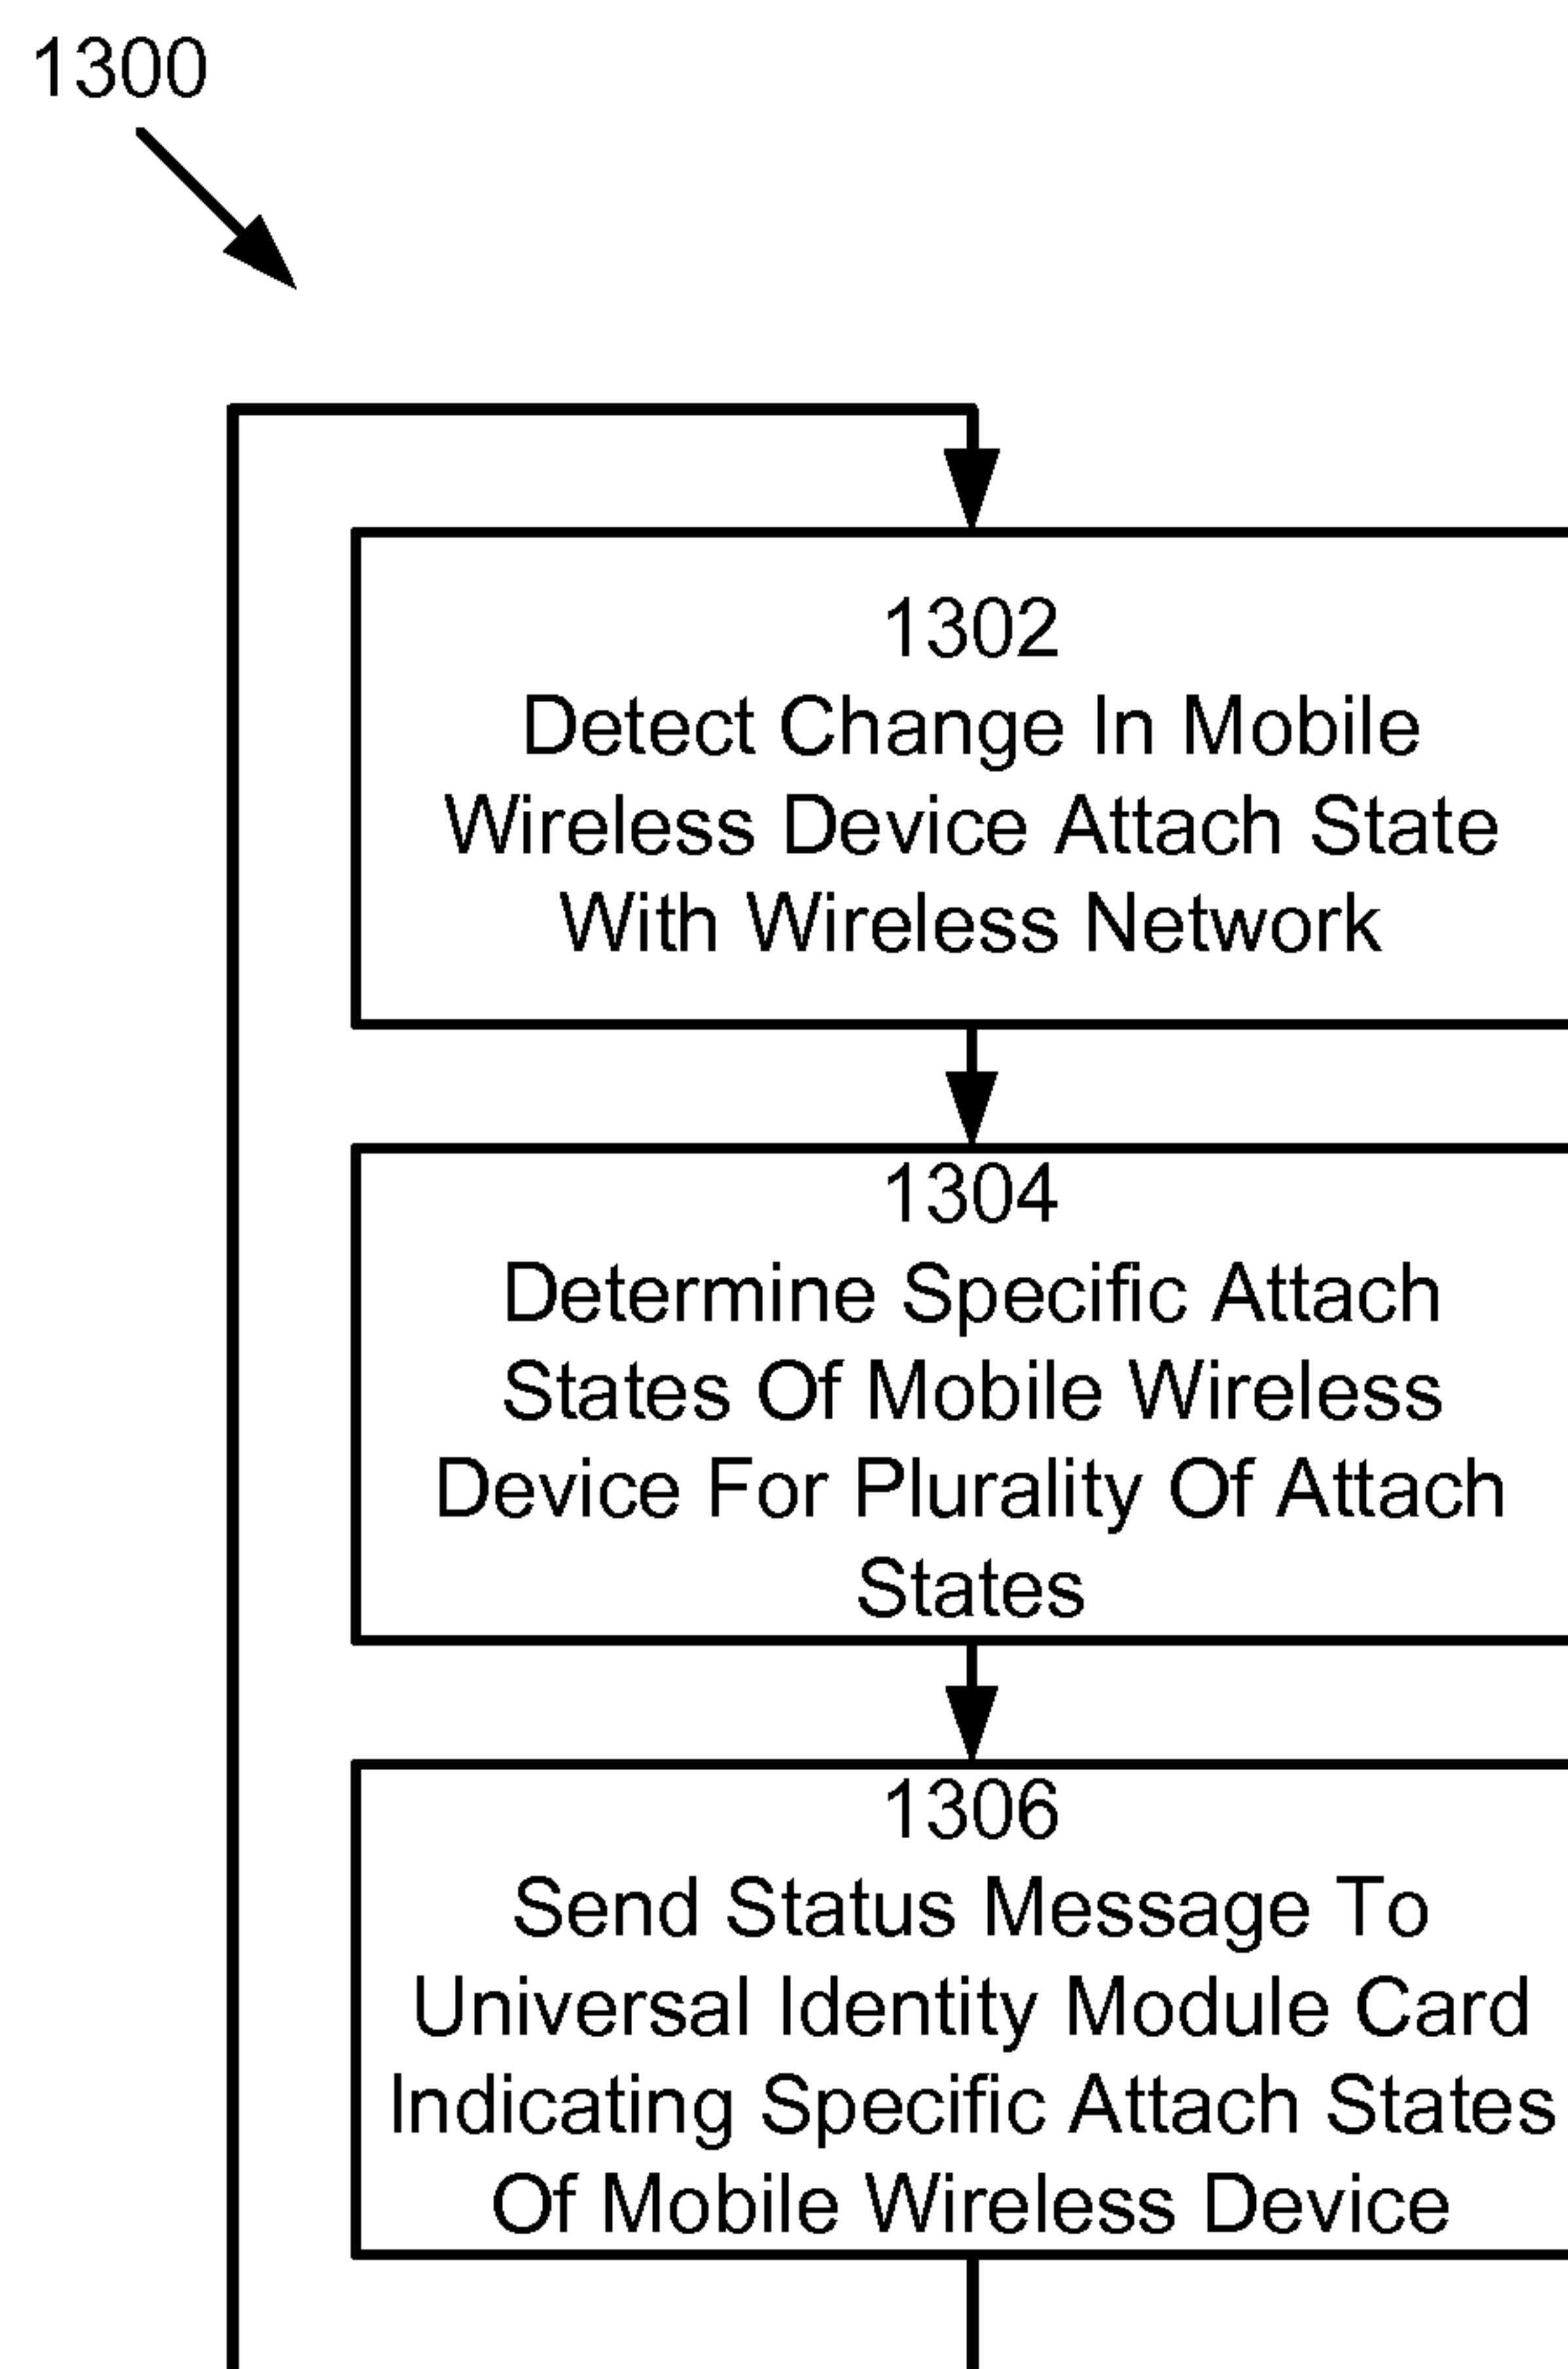 1300
1302
Detect Change In Mobile
Wireless Device Attach State
With Wireless Network
1304
Determine Specific Attach
States Of Mobile Wireless
Device For Plurality Of Attach
States
1306
Send Status Message To
Universal Identity Module Card
Indicating Specific Attach States
Of Mobile Wireless Device